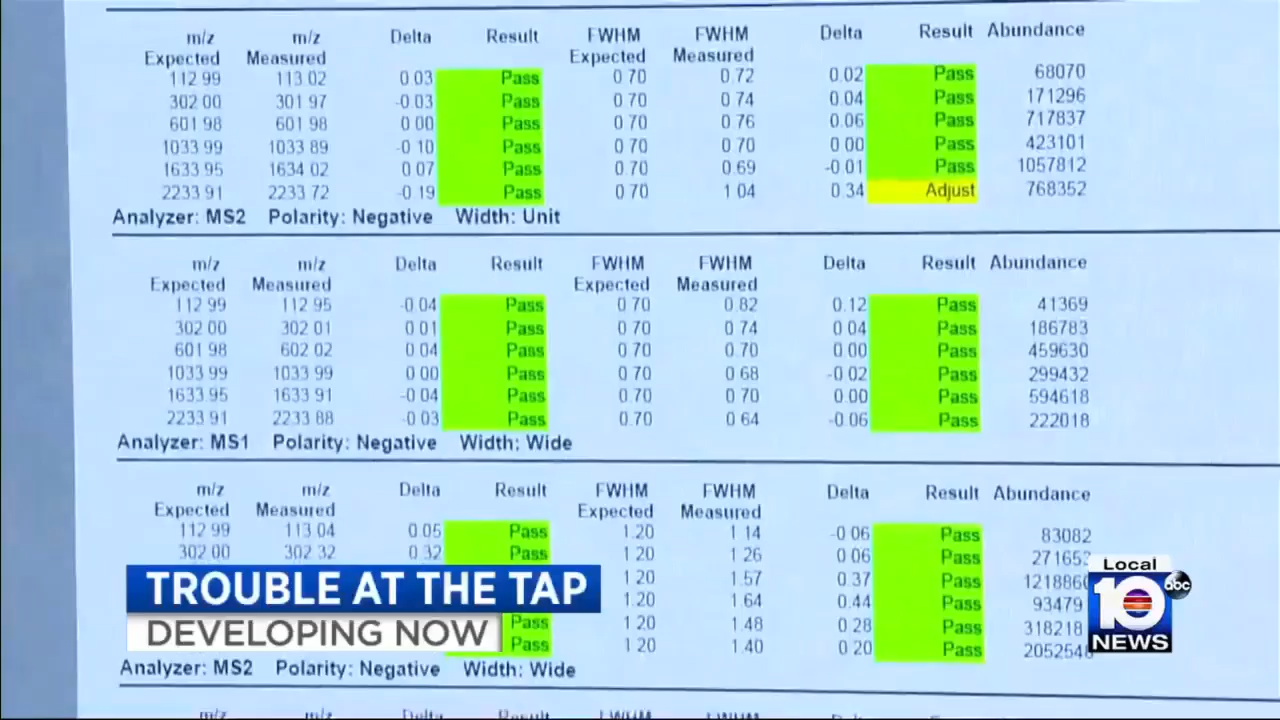 m/z m/z Delta Result FWHM FWHM Delta Result Abundance
Expected Measured Expected Measured
112 99 113 02 0 03 Pass 0 70 0 72 0.02 Pass 68070
302 00 301 97 -0 03 Pass 0 70 0 74 0.04 Pass 171296
601 98 601 98 0 00 Pass 0 70 0 76 0.06 Pass 717837
1033 99 1033 89 -0 10 Pass 0.70 0 70 0 00 Pass 423101
1633 95 1634 02 0 07 Pass 0.70 0.69 -0.01 Pass 1057812
2233 91 2233 72 -0 19 Pass 0.70 1 04 0.34 Adjust 768352
Analyzer: MS2 Polarity: Negative Width: Unit
m/z m/z Delta Result FWHM FWHM Delta Result Abundance
Expected Measured Expected Measured
112 99 112 95 -0 04 Pass 0 70 0.82 0.12 Pass 41369
302 00 302 01 0 01 Pass 0 70 0 74 0 04 Pass 186783
601 98 602 02 0 04 Pass 0 70 0.70 0 00 Pass 459630
1033 99 1033 99 0 00 Pass 0 70 0 68 -0 02 Pass 299432
1633.95 1633 91 -0 04 Pass 0.70 0.70 0.00 Pass 594618
2233 91 2233 88 -0 03 Pass 0.70 0 64 -0.06 Pass 222018
Analyzer: MS1 Polarity: Negative Width: Wide
m/z m/z Delta Result FWHM FWHM Delta Result Abundance
Expected Measured Expected Measured
112 99 113 04 0 05 Pass 1.20 1 14 -0 06 Pass 83082
302 00 302 32 0.32 Pass 1 20 1 26 0.06 Pass 271653
1.20 1.57 0.37 Pass
1.20 1 64 0.44 Pass 93479
Pass 1 20 1 48 0 28 Pass 318218
Pass 1 20 1.40 0 20 Pass
Analyzer: MS2 Polarity: Negative Width: Wide
m/z m/z Delta Result FWHM
TROUBLE AT THE TAP
DEVELOPING NOW
Local
10 abc
NEWS